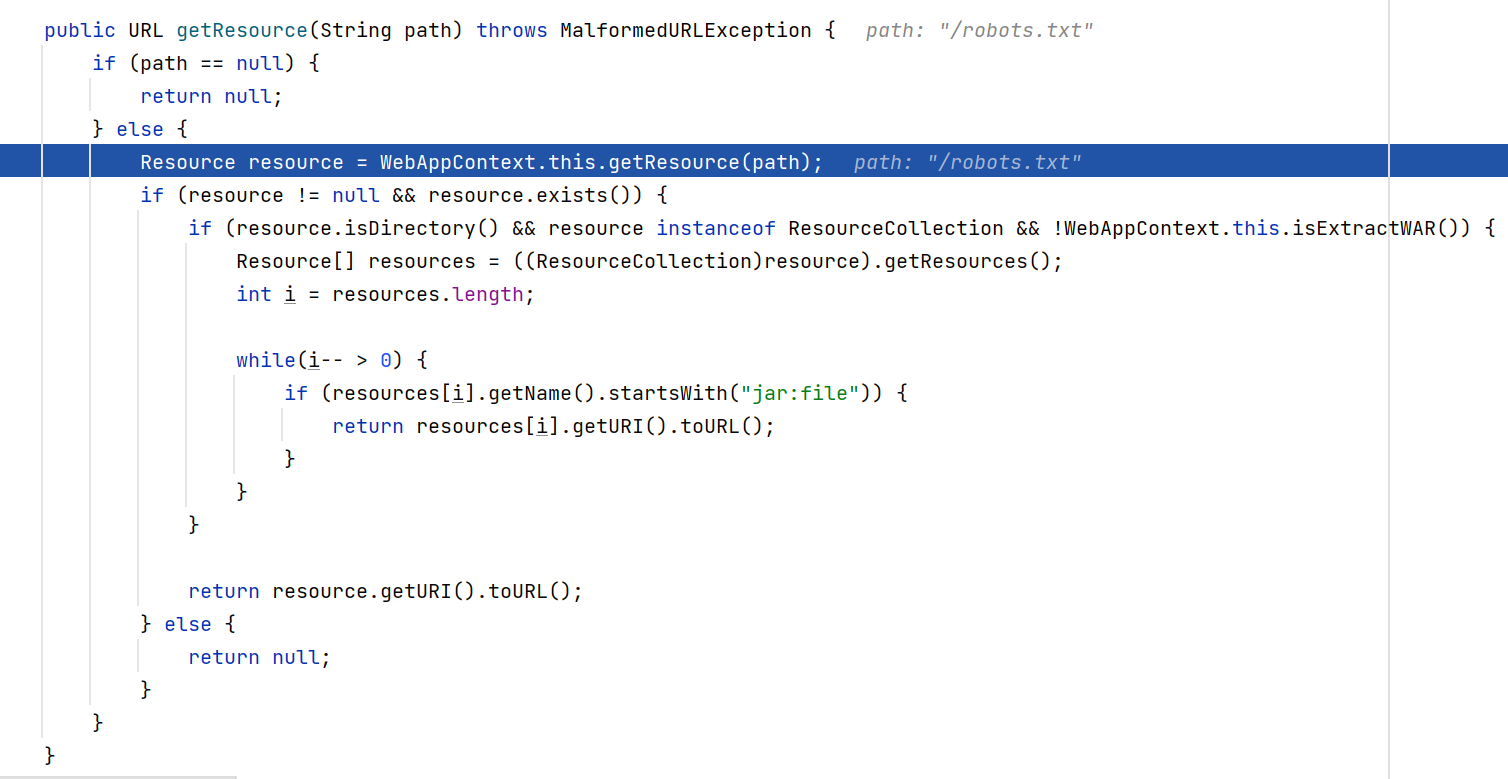 public URL getResource(String path) throws MalformedURLException {   path: "/robots.txt"
    if (path == null) {
        return null;
    } else {
        Resource resource = WebAppContext.this.getResource(path);   path: "/robots.txt"
        if (resource != null && resource.exists()) {
            if (resource.isDirectory() && resource instanceof ResourceCollection && !WebAppContext.this.isExtractWAR()) {
                Resource[] resources = ((ResourceCollection)resource).getResources();
                int i = resources.length;

                while(i-- > 0) {
                    if (resources[i].getName().startsWith("jar:file")) {
                        return resources[i].getURI().toURL();
                    }
                }
            }

            return resource.getURI().toURL();
        } else {
            return null;
        }
    }
}